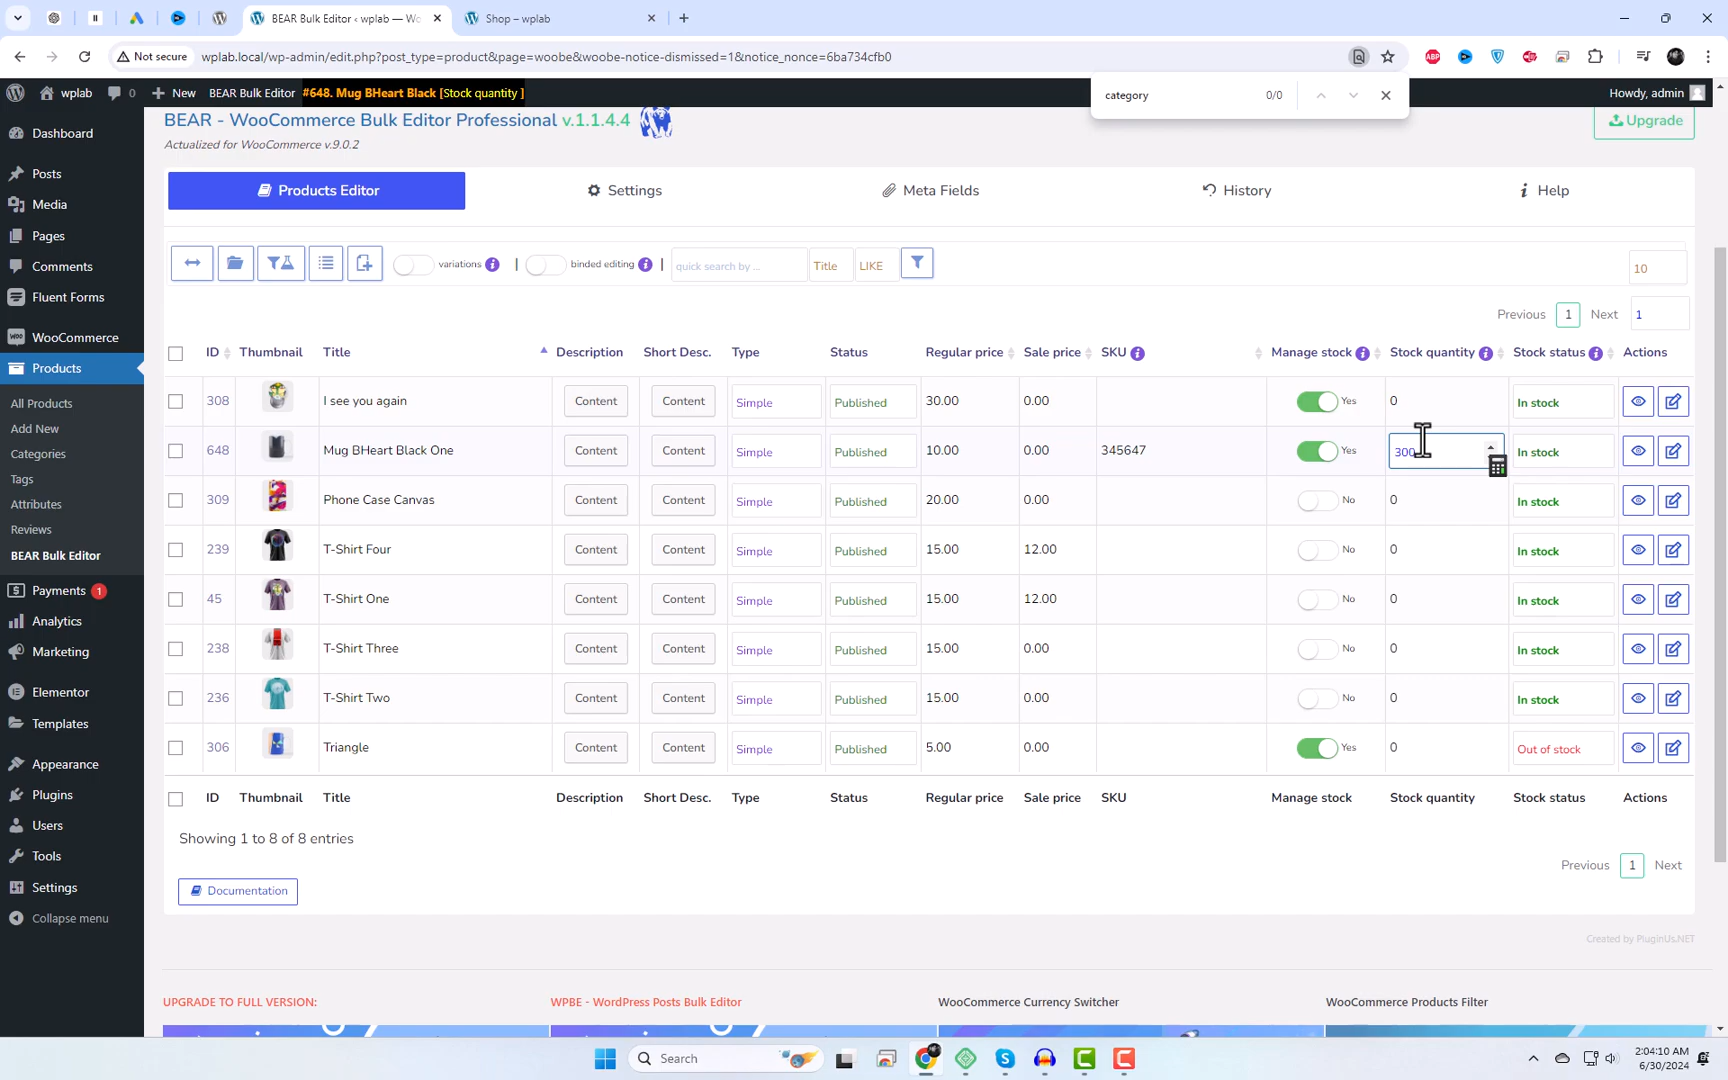 BEAR Bulk Editor ‹ wplab — Wo
Shop – wplab
Not secure
wplab.local/wp-admin/edit.php?post_type=product&page=woobe&woobe-notice-dismissed=1&notice_nonce=6ba734cfb0
category
0/0
wplab
0
New
BEAR Bulk Editor
#648. Mug BHeart Black [Stock quantity ]
Howdy, admin
Dashboard
Posts
Media
Pages
Comments
Fluent Forms
WooCommerce
Products
All Products
Add New
Categories
Tags
Attributes
Reviews
BEAR Bulk Editor
Payments 1
Analytics
Marketing
Elementor
Templates
Appearance
Plugins
Users
Tools
Settings
Collapse menu
BEAR - WooCommerce Bulk Editor Professional v.1.1.4.4
Actualized for WooCommerce v.9.0.2
Upgrade
Products Editor
Settings
Meta Fields
History
Help
variations
|
binded editing
|
quick search by ...
Title
LIKE
10
Previous 1 Next 1
ID Thumbnail Title Description Short Desc. Type Status Regular price Sale price SKU Manage stock Stock quantity Stock status Actions
308 I see you again Content Content Simple Published 30.00 0.00 Yes 0 In stock
648 Mug BHeart Black One Content Content Simple Published 10.00 0.00 345647 Yes 300 In stock
309 Phone Case Canvas Content Content Simple Published 20.00 0.00 No 0 In stock
239 T-Shirt Four Content Content Simple Published 15.00 12.00 No 0 In stock
45 T-Shirt One Content Content Simple Published 15.00 12.00 No 0 In stock
238 T-Shirt Three Content Content Simple Published 15.00 0.00 No 0 In stock
236 T-Shirt Two Content Content Simple Published 15.00 0.00 No 0 In stock
306 Triangle Content Content Simple Published 5.00 0.00 Yes 0 Out of stock
ID Thumbnail Title Description Short Desc. Type Status Regular price Sale price SKU Manage stock Stock quantity Stock status Actions
Showing 1 to 8 of 8 entries
Previous 1 Next
Documentation
Created by PluginUs.NET
UPGRADE TO FULL VERSION:
WPBE - WordPress Posts Bulk Editor
WooCommerce Currency Switcher
WooCommerce Products Filter
Search
2:04:10 AM
6/30/2024